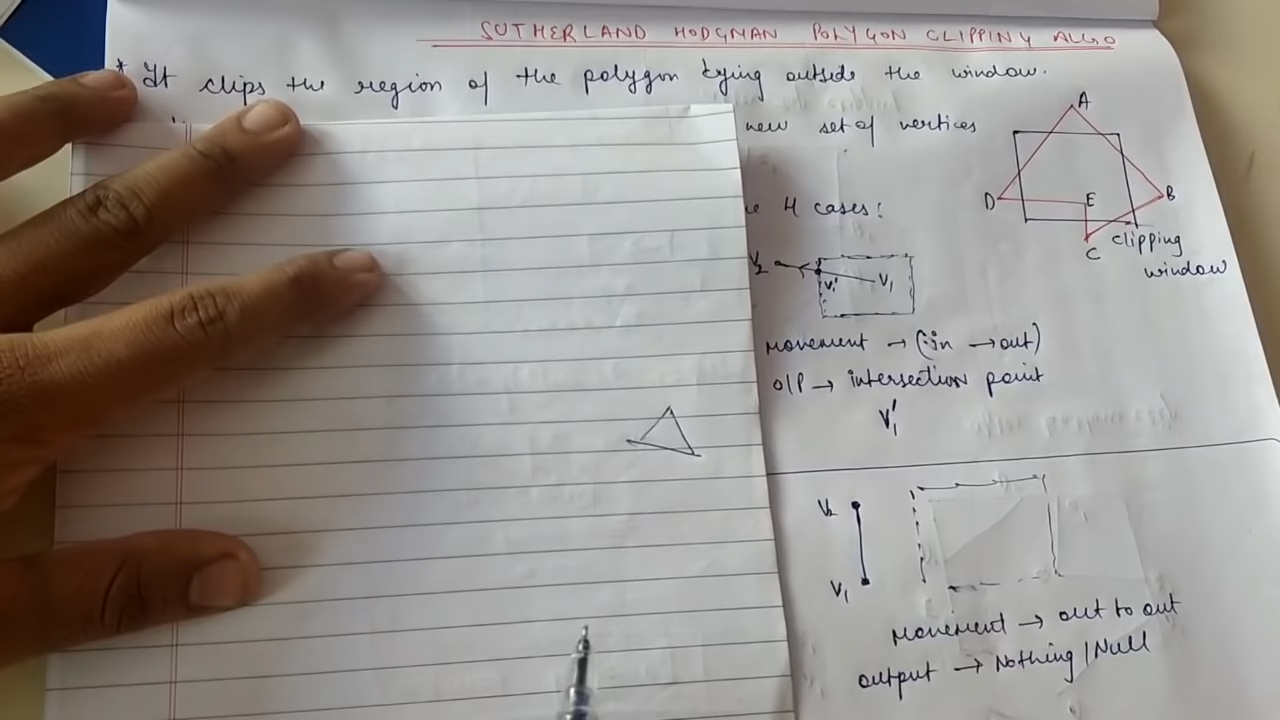 SUTHERLAND HODGMAN POLYGON CLIPPING ALGO
* It clips the region of the polygon lying outside the window.
new set of vertices
4 cases:
A
B
C
D
E
clipping
window
V2
V1'
V1
Movement → (in → out)
O/P → intersection point
V1'
V2
V1
Movement → out to out
output → Nothing / Null